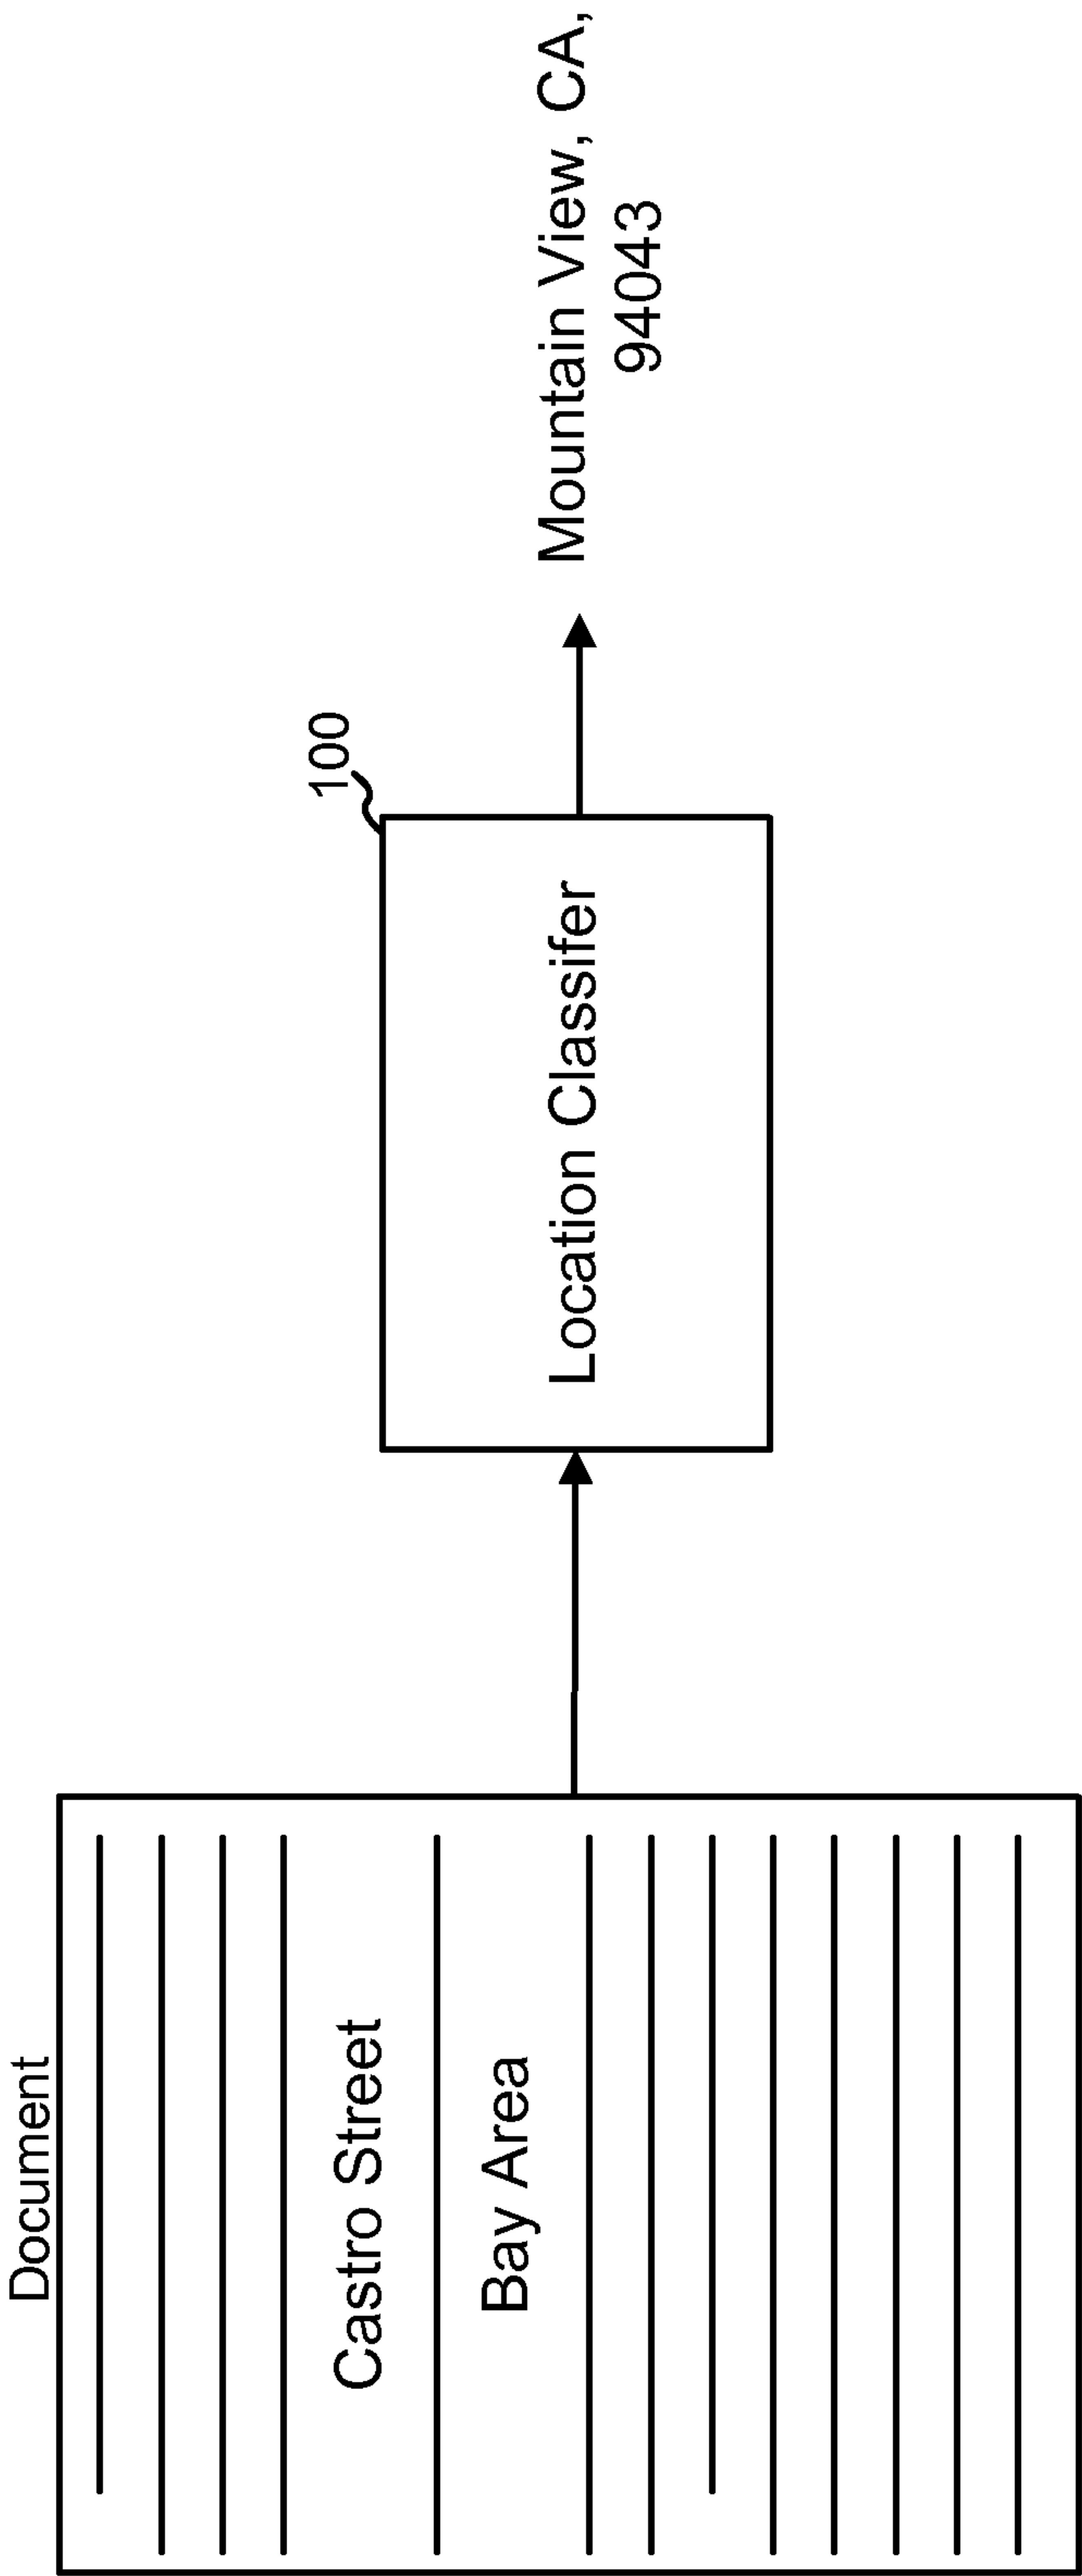 Document
Castro Street
Bay Area
100
Location Classifer
Mountain View, CA,
94043